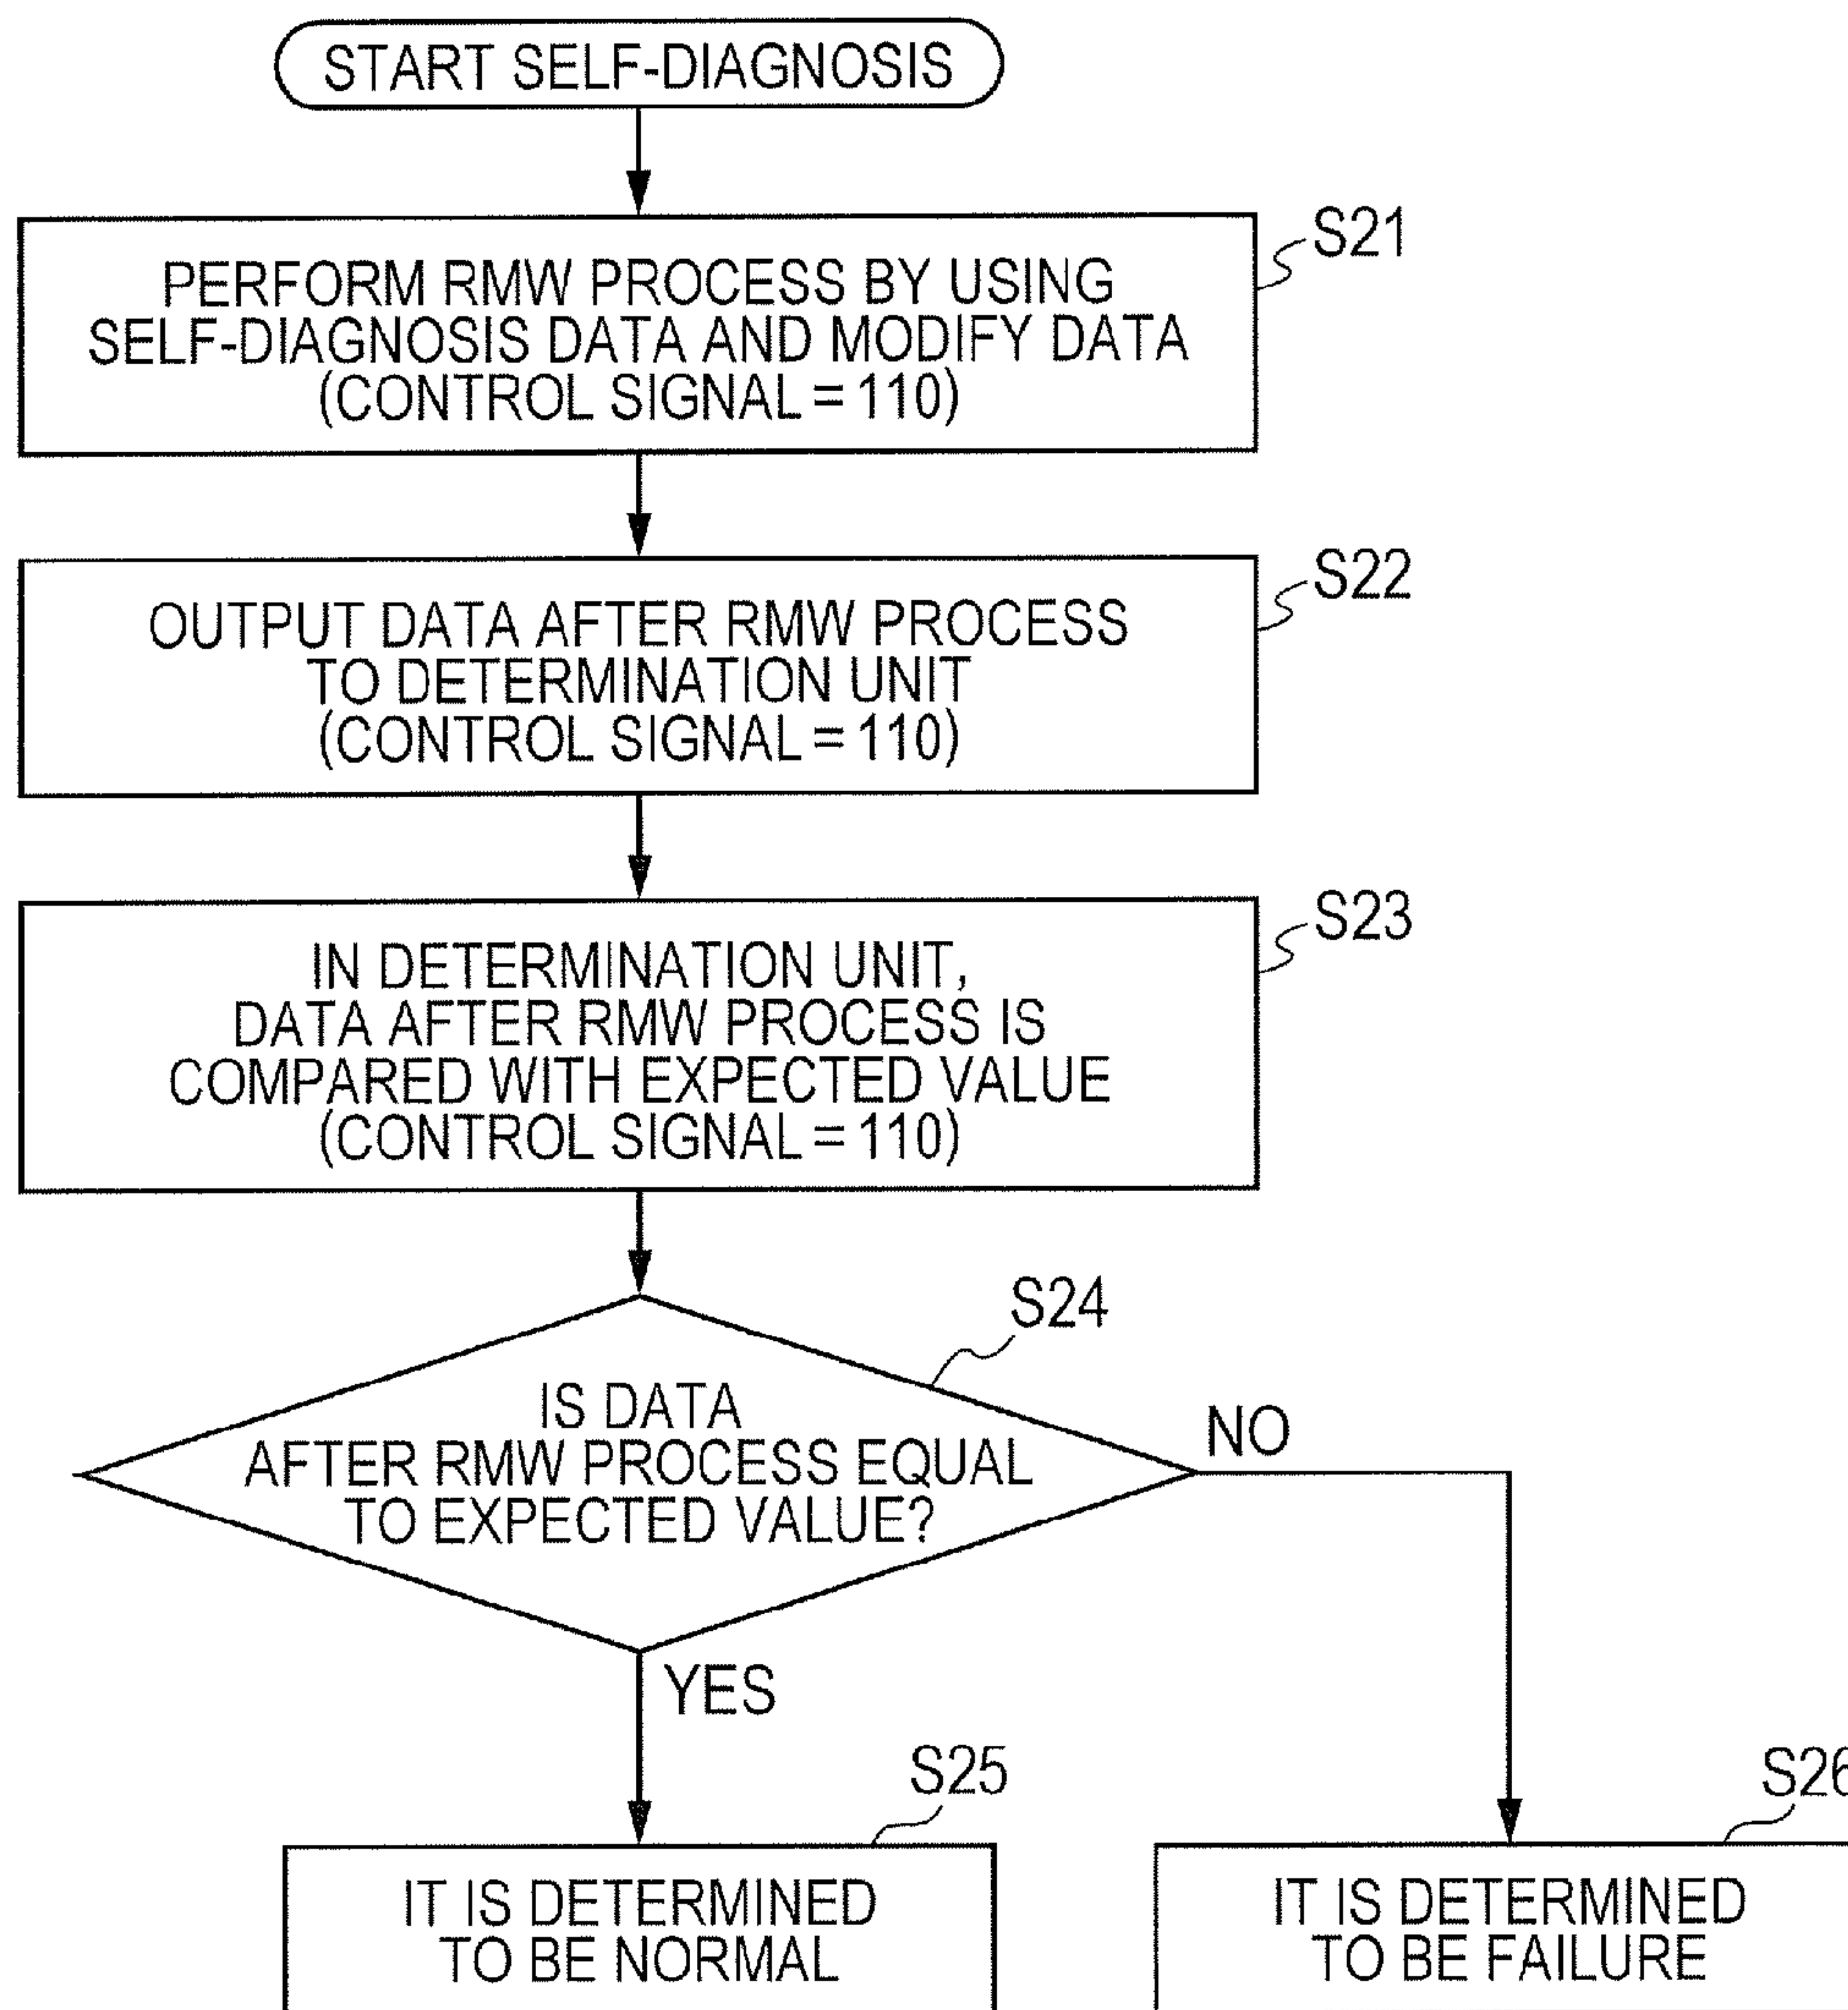 START SELF-DIAGNOSIS
S21
PERFORM RMW PROCESS BY USING
SELF-DIAGNOSIS DATA AND MODIFY DATA
(CONTROL SIGNAL = 110)
S22
OUTPUT DATA AFTER RMW PROCESS
TO DETERMINATION UNIT
(CONTROL SIGNAL = 110)
S23
IN DETERMINATION UNIT,
DATA AFTER RMW PROCESS IS
COMPARED WITH EXPECTED VALUE
(CONTROL SIGNAL = 110)
S24
IS DATA
AFTER RMW PROCESS EQUAL
TO EXPECTED VALUE?
NO
YES
S25
IT IS DETERMINED
TO BE NORMAL
S26
IT IS DETERMINED
TO BE FAILURE